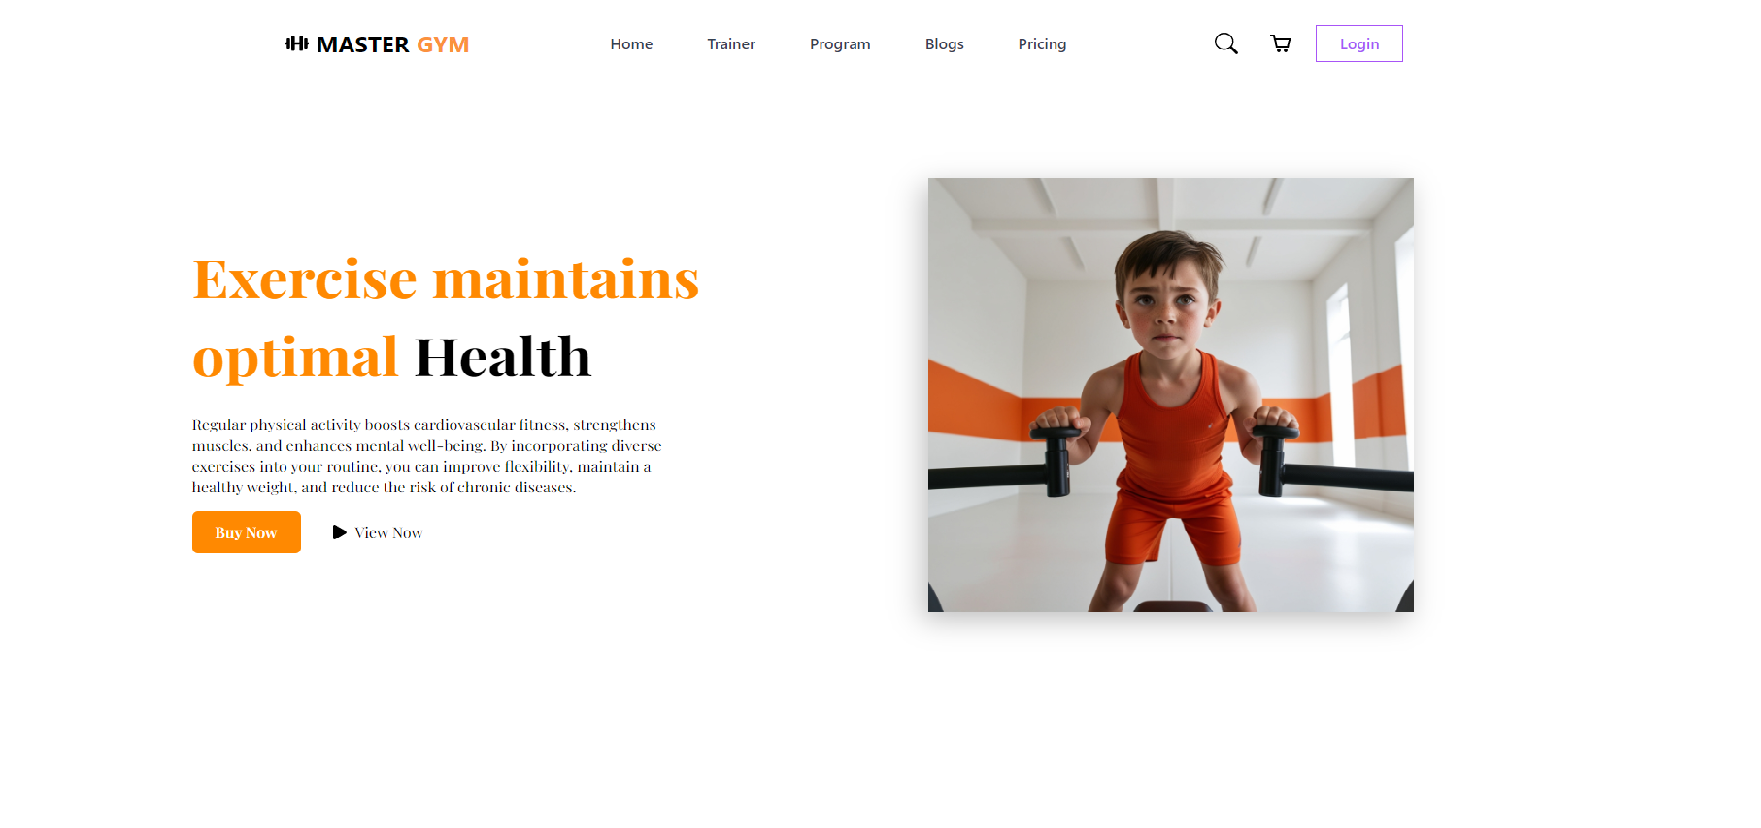 MASTER GYM
Home
Trainer
Program
Blogs
Pricing
Login
Exercise maintains
optimal Health
Regular physical activity boosts cardiovascular fitness, strengthens
muscles, and enhances mental well-being. By incorporating diverse
exercises into your routine, you can improve flexibility, maintain a
healthy weight, and reduce the risk of chronic diseases.
Buy Now
View Now